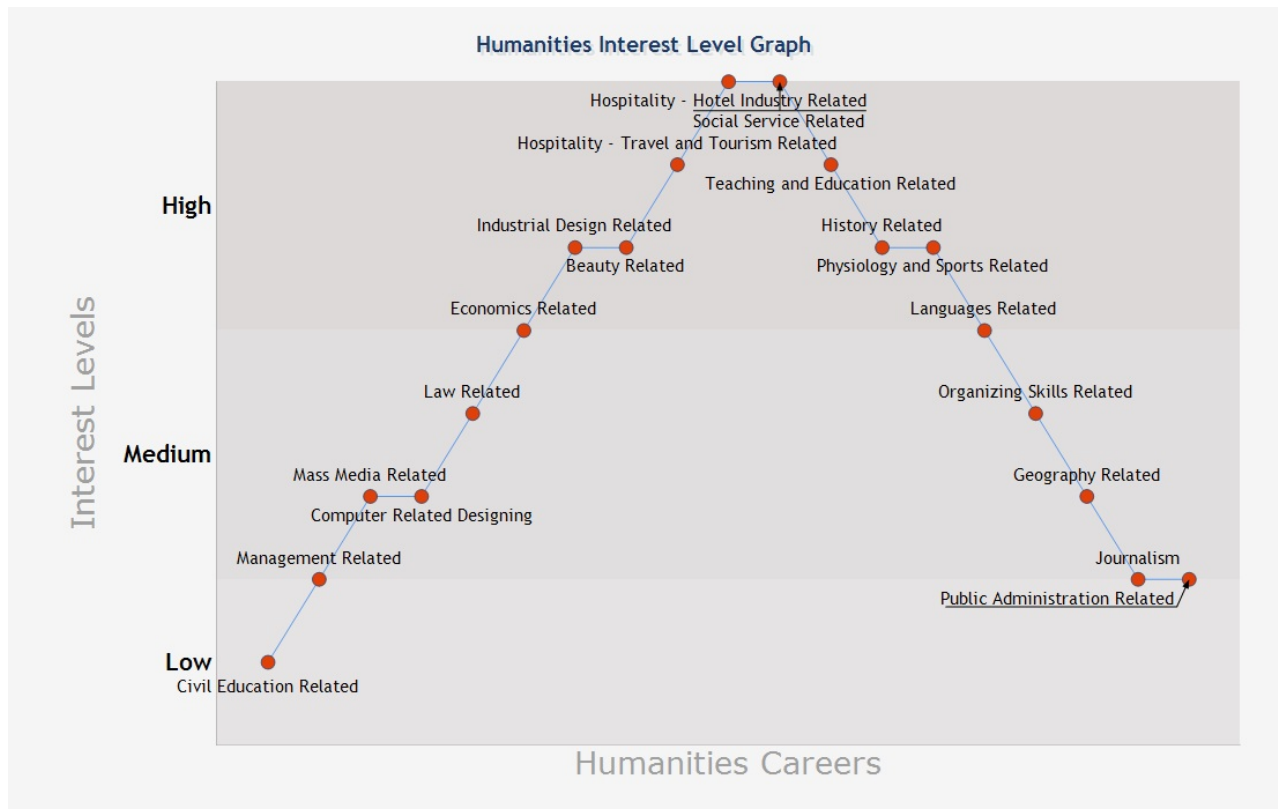 Humanities Interest Level Graph
Hospitality - Hotel Industry Related
Social Service Related
Hospitality - Travel and Tourism Related
Teaching and Education Related
High
Industrial Design Related
History Related
Beauty Related
Physiology and Sports Related
Economics Related
Languages Related
Interest Levels
Law Related
Organizing Skills Related
Medium
Mass Media Related
Geography Related
Computer Related Designing
Management Related
Journalism
Public Administration Related
Low
Civil Education Related
Humanities Careers